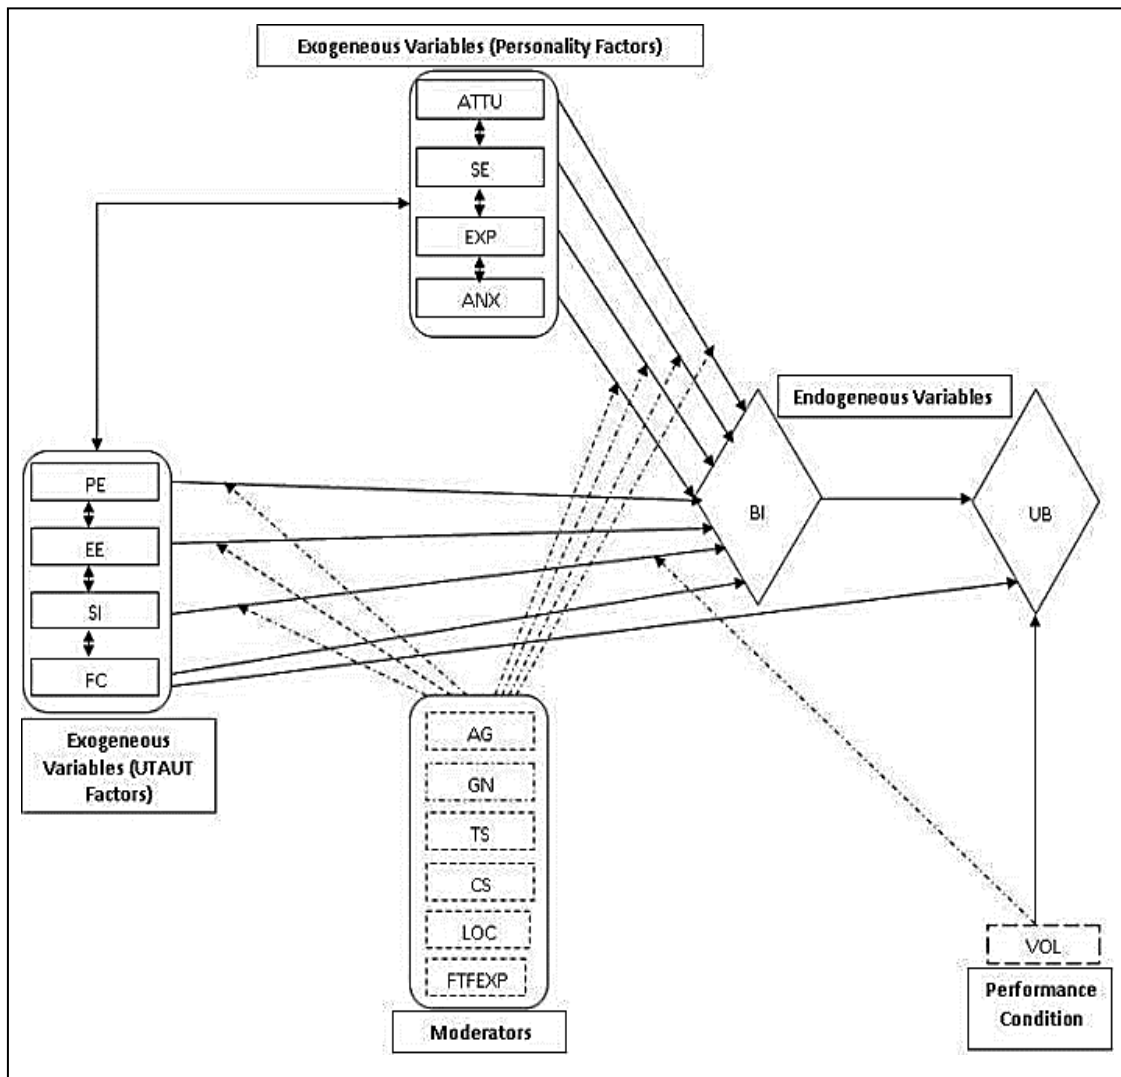 Exogeneous Variables (Personality Factors)
ATTU
SE
EXP
ANX
Endogeneous Variables
PE
EE
SI
FC
BI
UB
Exogeneous
Variables (UTAUT
Factors)
AG
GN
TS
CS
LOC
FTFEXP
Moderators
VOL
Performance
Condition